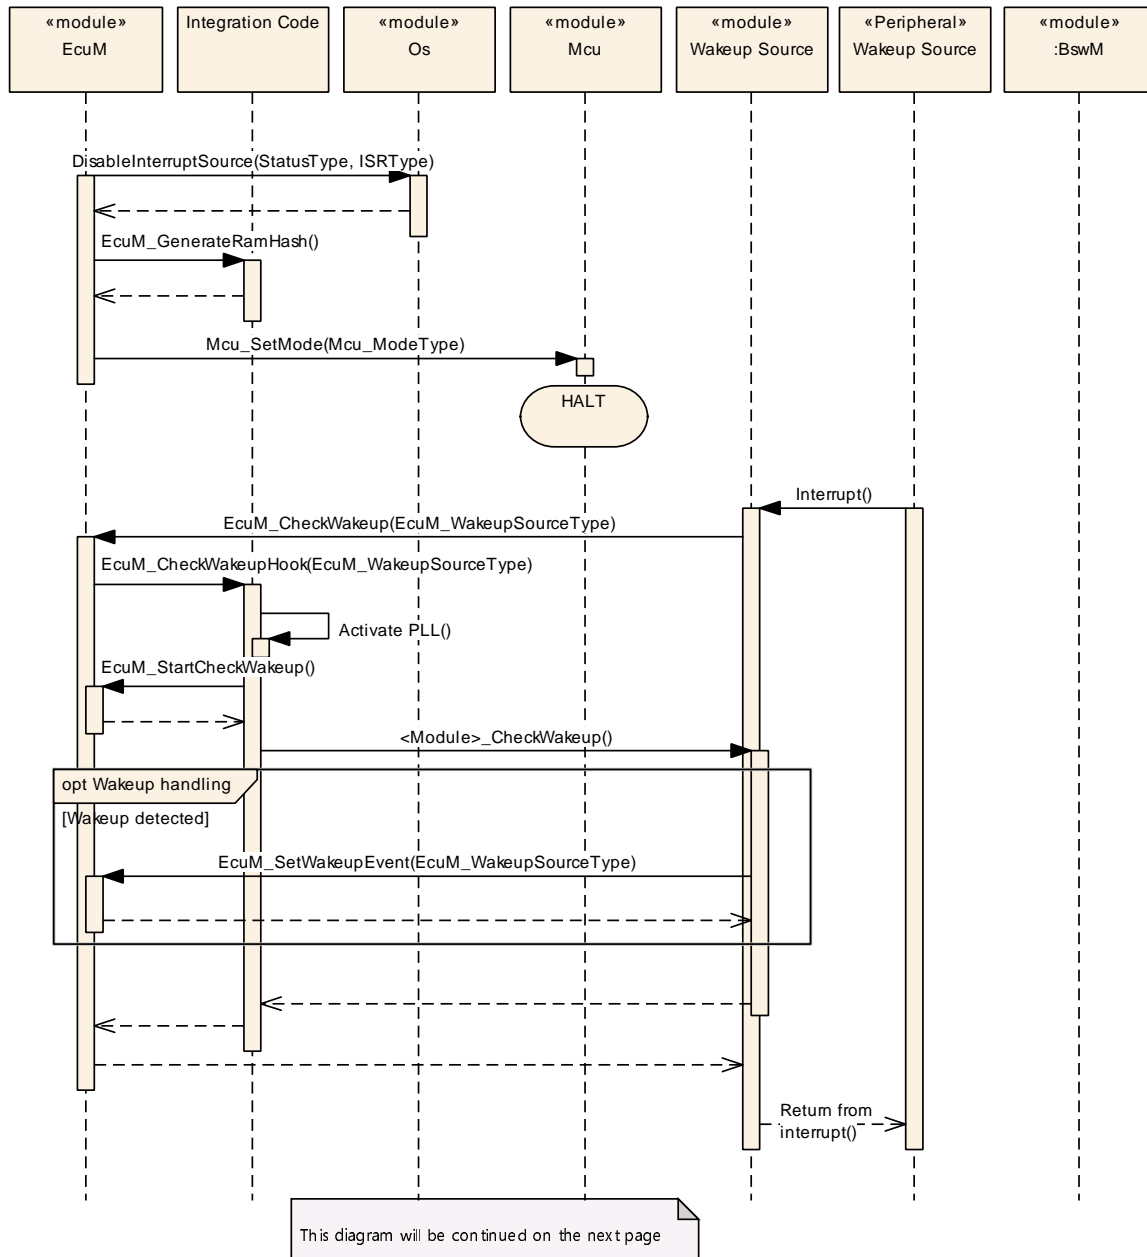 «module»
EcuM
Integration Code
«module»
Os
«module»
Mcu
«module»
Wakeup Source
«Peripheral»
Wakeup Source
«module»
:BswM
DisableInterruptSource(StatusType, ISRType)
EcuM_GenerateRamHash()
Mcu_SetMode(Mcu_ModeType)
HALT
Interrupt()
EcuM_CheckWakeup(EcuM_WakeupSourceType)
EcuM_CheckWakeupHook(EcuM_WakeupSourceType)
Activate PLL()
EcuM_StartCheckWakeup()
<Module>_CheckWakeup()
opt Wakeup handling
[Wakeup detected]
EcuM_SetWakeupEvent(EcuM_WakeupSourceType)
Return from
interrupt()
This diagram will be continued on the next page